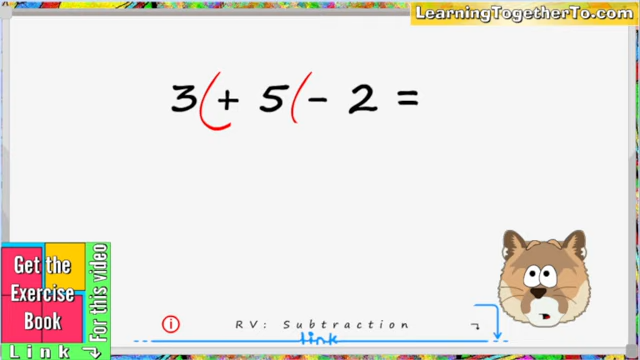 LearningTogetherTo.com
3 + 5 - 2 =
Get the
Exercise
Book
Link
For this video
i
RV: Subtraction
link